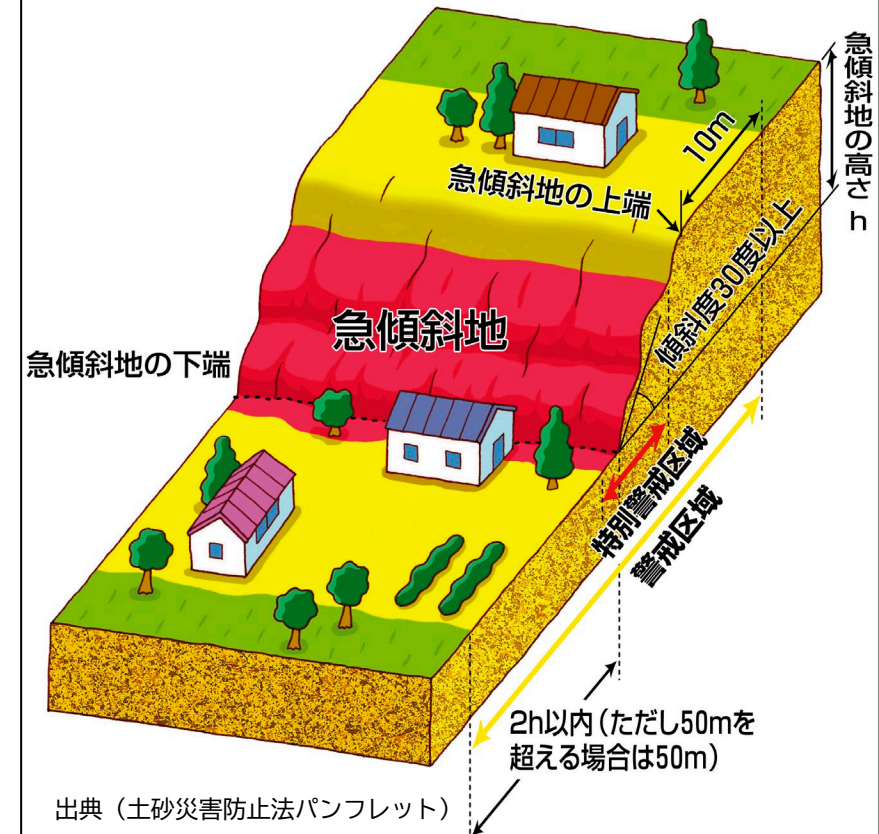 急傾斜地の高さ h
10m
急傾斜地の上端
傾斜度30度以上
急傾斜地
急傾斜地の下端
特別警戒区域
警戒区域
2h以内(ただし50mを
超える場合は50m)
出典(土砂災害防止法パンフレット)